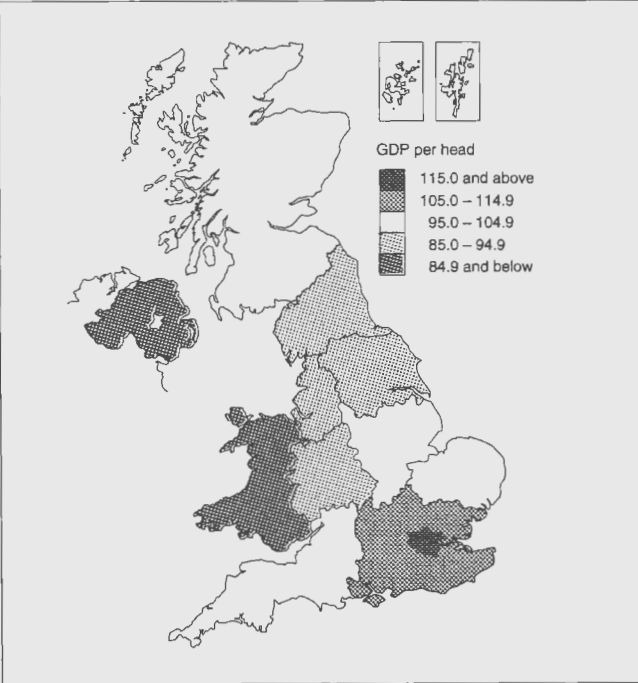 GDP per head
115.0 and above
105.0 – 114.9
95.0 – 104.9
85.0 – 94.9
84.9 and below